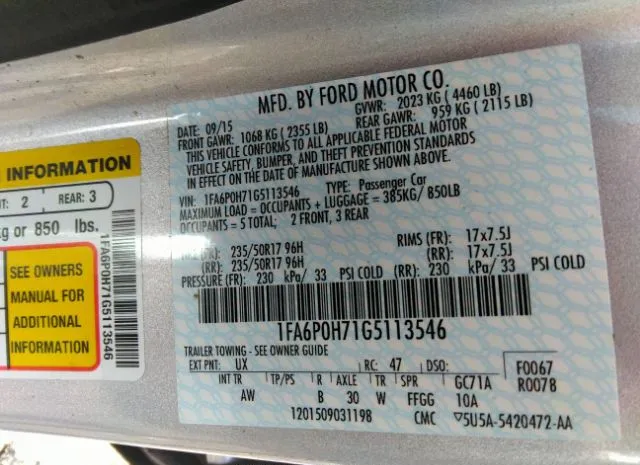 MFD. BY FORD MOTOR CO.
DATE: 09/15 GVWR: 2023 KG ( 4460 LB)
FRONT GAWR: 1068 KG ( 2355 LB) REAR GAWR: 959 KG ( 2115 LB)
THIS VEHICLE CONFORMS TO ALL APPLICABLE FEDERAL MOTOR
VEHICLE SAFETY, BUMPER, AND THEFT PREVENTION STANDARDS
IN EFFECT ON THE DATE OF MANUFACTURE SHOWN ABOVE.
VIN: 1FA6P0H71G5113546 TYPE: Passenger Car
MAXIMUM LOAD = OCCUPANTS + LUGGAGE = 385KG/ 850LB
OCCUPANTS = 5 TOTAL; 2 FRONT, 3 REAR
(FR): 235/50R17 96H RIMS (FR): 17x7.5J
(RR): 235/50R17 96H (RR): 17x7.5J
PRESSURE (FR): 230 kPa/ 33 PSI COLD (RR): 230 kPa/ 33 PSI COLD
1FA6P0H71G5113546
TRAILER TOWING - SEE OWNER GUIDE
EXT PNT: UX RC: 47 DSO: F0067
R0078
INT TR TP/PS R AXLE TR SPR GC71A
AW B 30 W FFGG 10A
1201509031198 CMC 5U5A-5420472-AA
INFORMATION
2 REAR: 3
kg or 850 lbs.
SEE OWNERS
MANUAL FOR
ADDITIONAL
INFORMATION
1FA6P0H71G5113546